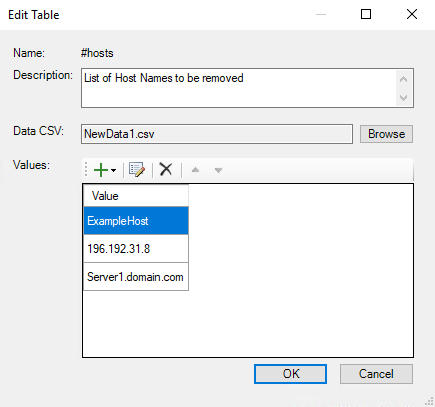 Edit Table
Name: #hosts
Description: List of Host Names to be removed
Data CSV: NewData1.csv Browse
Values:
Value
ExampleHost
196.192.31.8
Server1.domain.com
OK Cancel